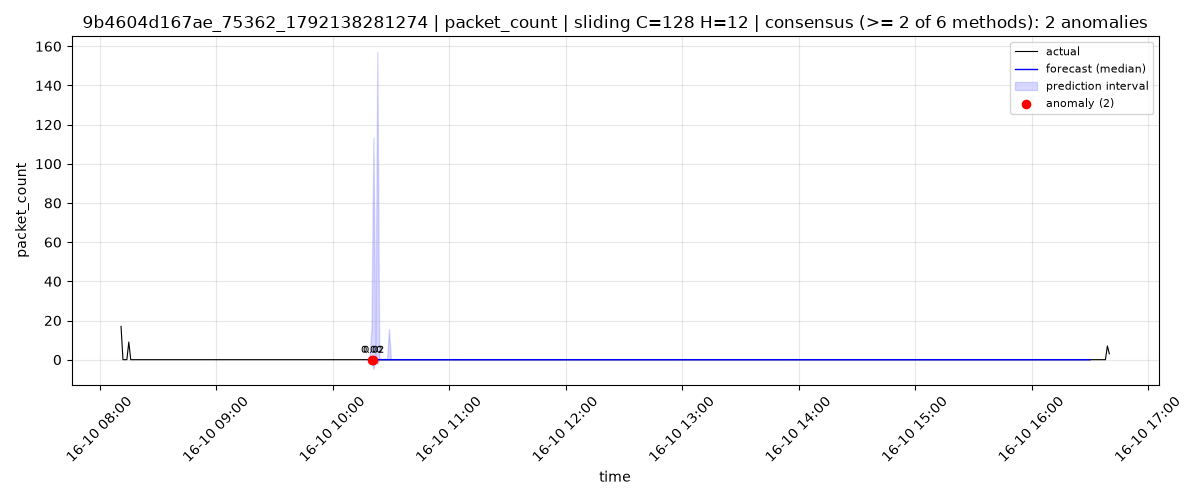 9b4604d167ae_75362_1792138281274 | packet_count | sliding C=128 H=12 | consensus (>= 2 of 6 methods): 2 anomalies
160
140
120
100
80
60
40
20
0
packet_count
actual
forecast (median)
prediction interval
anomaly (2)
16-10 08:00
16-10 09:00
16-10 10:00
16-10 11:00
16-10 12:00
16-10 13:00
16-10 14:00
16-10 15:00
16-10 16:00
16-10 17:00
time